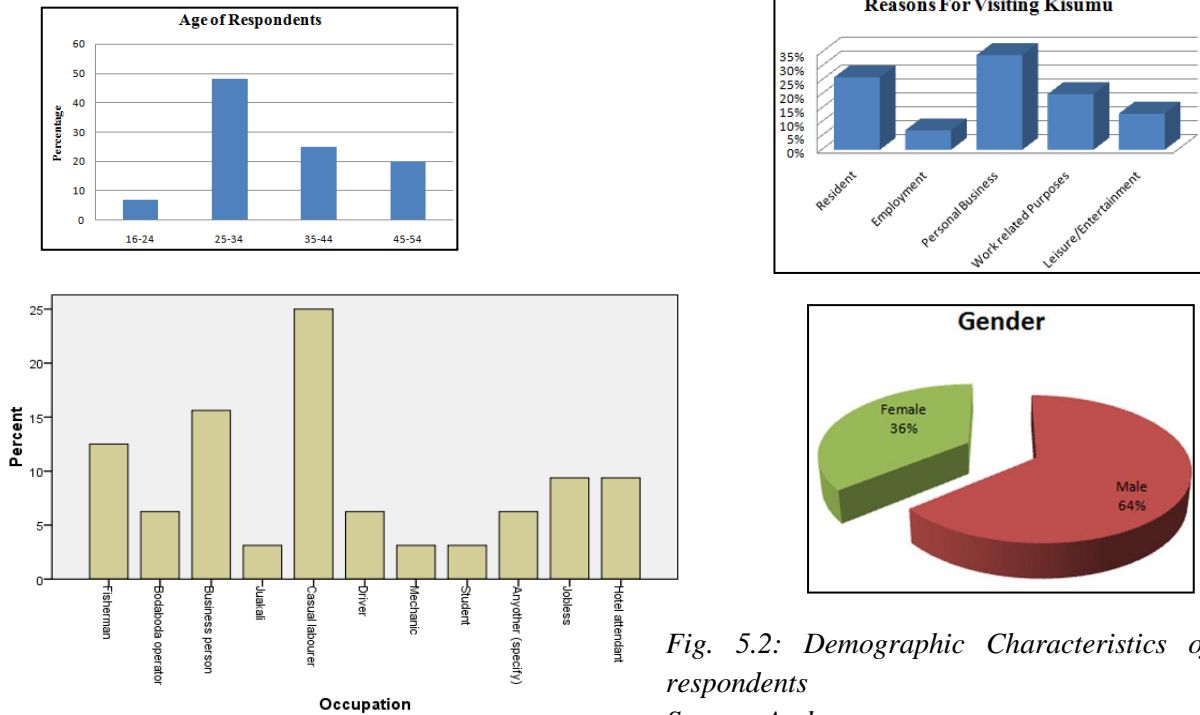 Age of Respondents
Percentage
60
50
40
30
20
10
0
16-24 25-34 35-44 45-54
Reasons For Visiting Kisumu
35%
30%
25%
20%
15%
10%
5%
0%
Resident
Employment
Personal Business
Work related Purposes
Leisure/Entertainment
Percent
25
20
15
10
5
0
Fisherman
Bodaboda operator
Business person
Juakali
Casual labourer
Driver
Mechanic
Student
Anyother (specify)
Jobless
Hotel attendant
Occupation
Gender
Female
36%
Male
64%
Fig. 5.2: Demographic Characteristics of
respondents